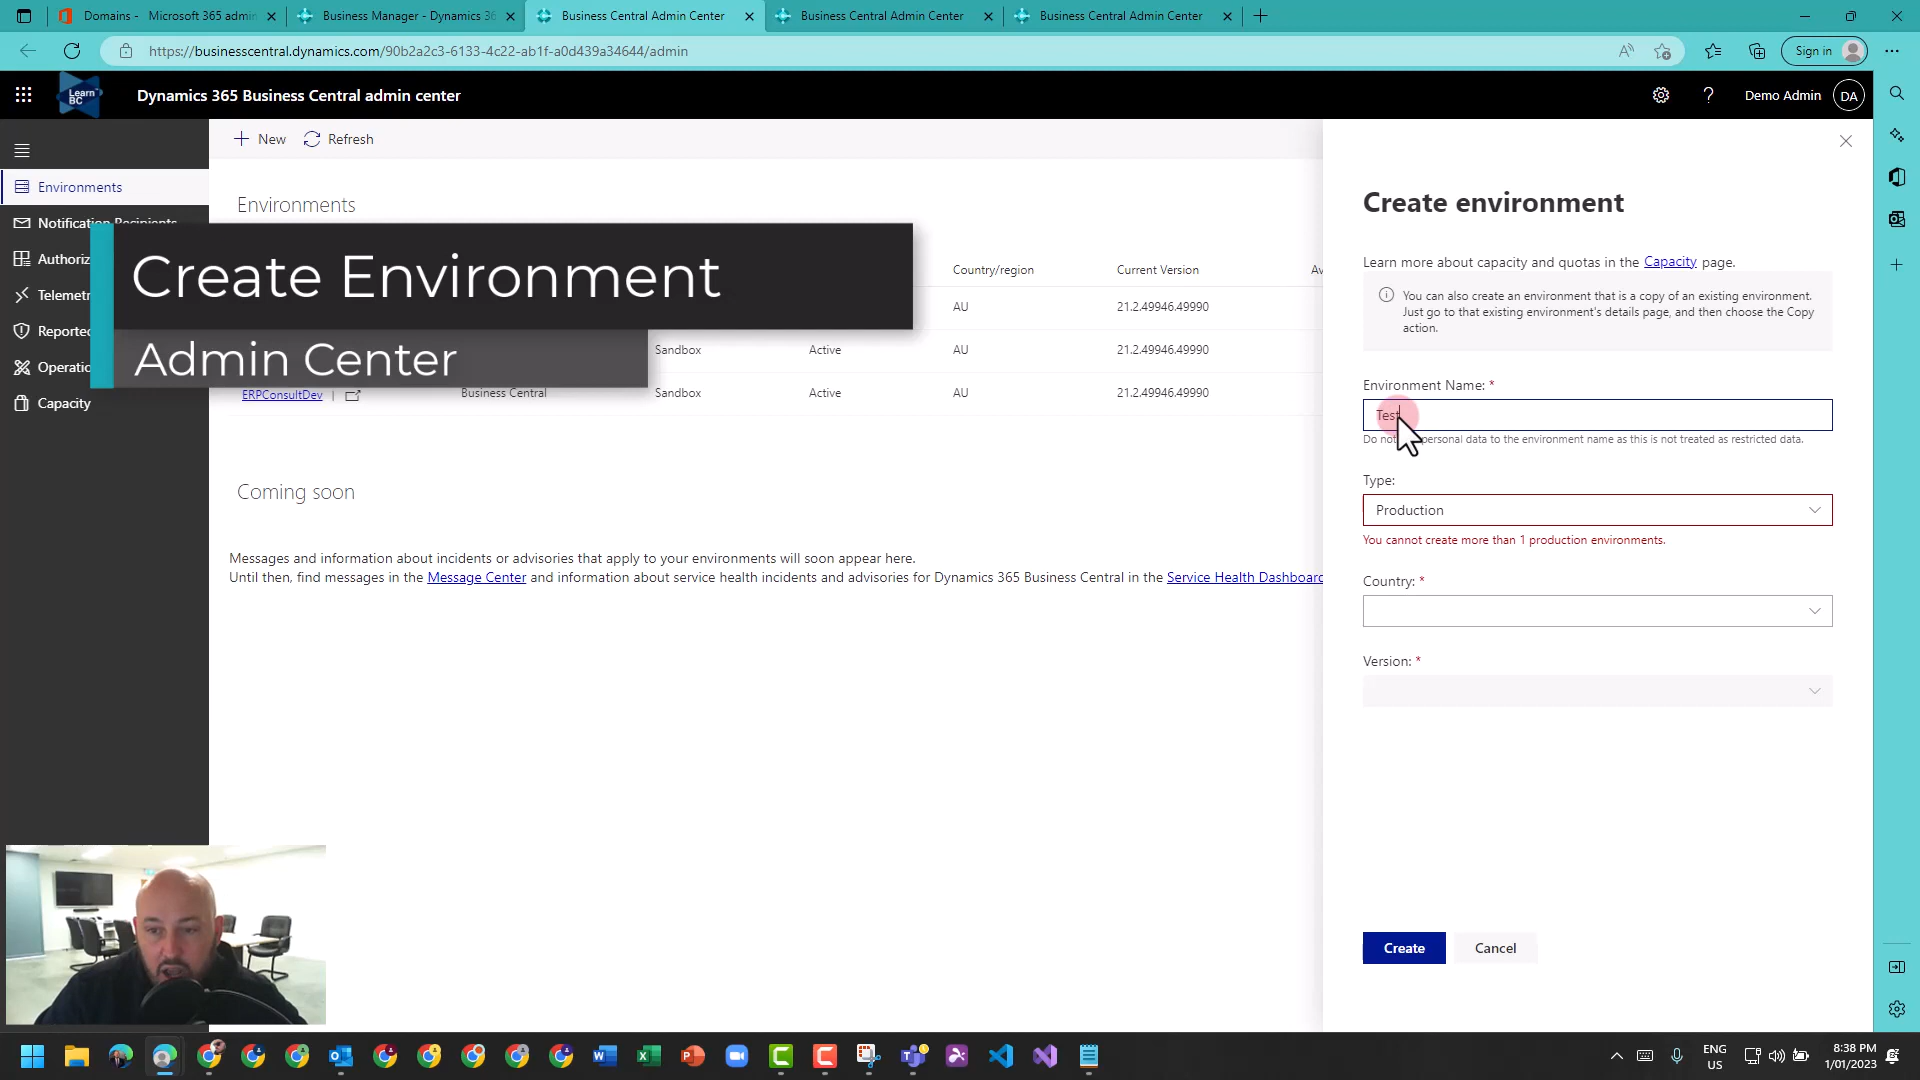 Domains - Microsoft 365 admin
Business Manager - Dynamics 36
Business Central Admin Center
Business Central Admin Center
Business Central Admin Center
https://businesscentral.dynamics.com/90b2a2c3-6133-4c22-ab1f-a0d439a34644/admin
Sign in
Learn BC
Dynamics 365 Business Central admin center
Demo Admin
DA
New
Refresh
Environments
Notification Recipients
Telemetr
Reported
Capacity
Environments
Create Environment
Admin Center
Country/region
Current Version
AU
21.2.49946.49990
Sandbox
Active
AU
21.2.49946.49990
ERPConsultDev
|
Business Central
Sandbox
Active
AU
21.2.49946.49990
Coming soon
Messages and information about incidents or advisories that apply to your environments will soon appear here.
Until then, find messages in the Message Center and information about service health incidents and advisories for Dynamics 365 Business Central in the Service Health Dashboard
Create environment
Learn more about capacity and quotas in the Capacity page.
You can also create an environment that is a copy of an existing environment.
Just go to that existing environment's details page, and then choose the Copy
action.
Environment Name: *
Test
Do not personal data to the environment name as this is not treated as restricted data.
Type:
Production
You cannot create more than 1 production environments.
Country: *
Version: *
Create
Cancel
ENG
US
8:38 PM
1/01/2023